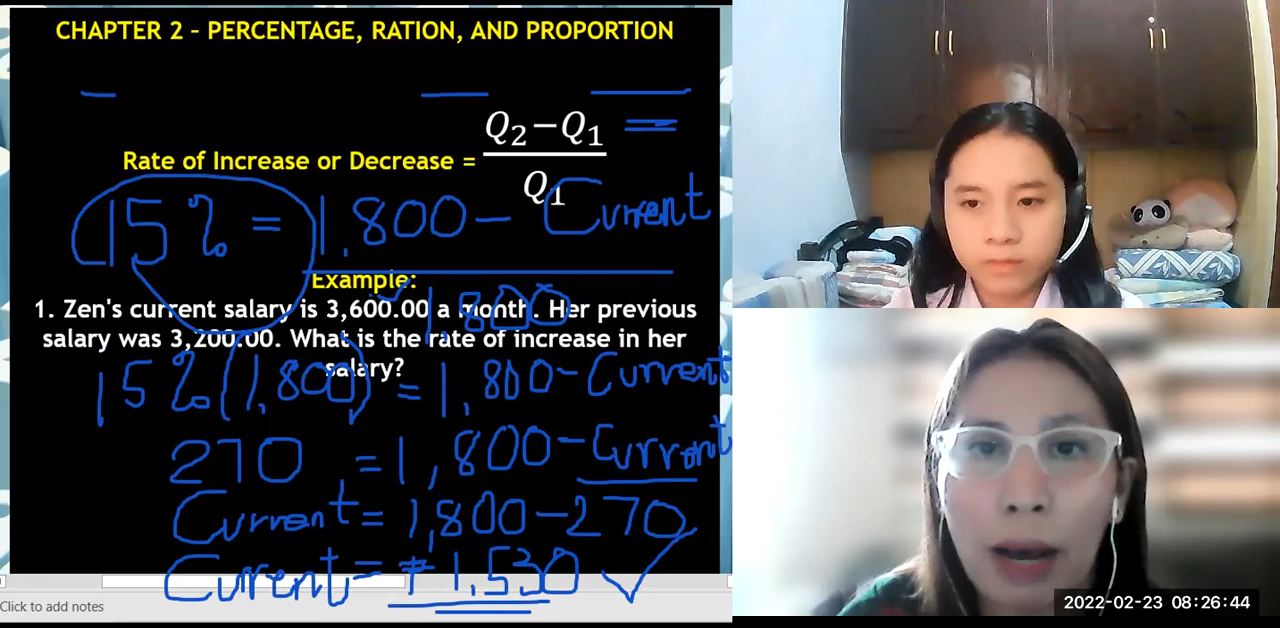 CHAPTER 2 – PERCENTAGE, RATION, AND PROPORTION
Rate of Increase or Decrease = Q₂−Q₁ =
Q₁
15% = 1,800 − Current
1,800
Example:
1. Zen's current salary is 3,600.00 a month. Her previous
salary was 3,200.00. What is the rate of increase in her
salary?
15% (1,800) = 1,800 − Current
270 = 1,800 − Current
Current = 1,800 − 270
Current = ₱1,530 ✓
Click to add notes
2022-02-23 08:26:44